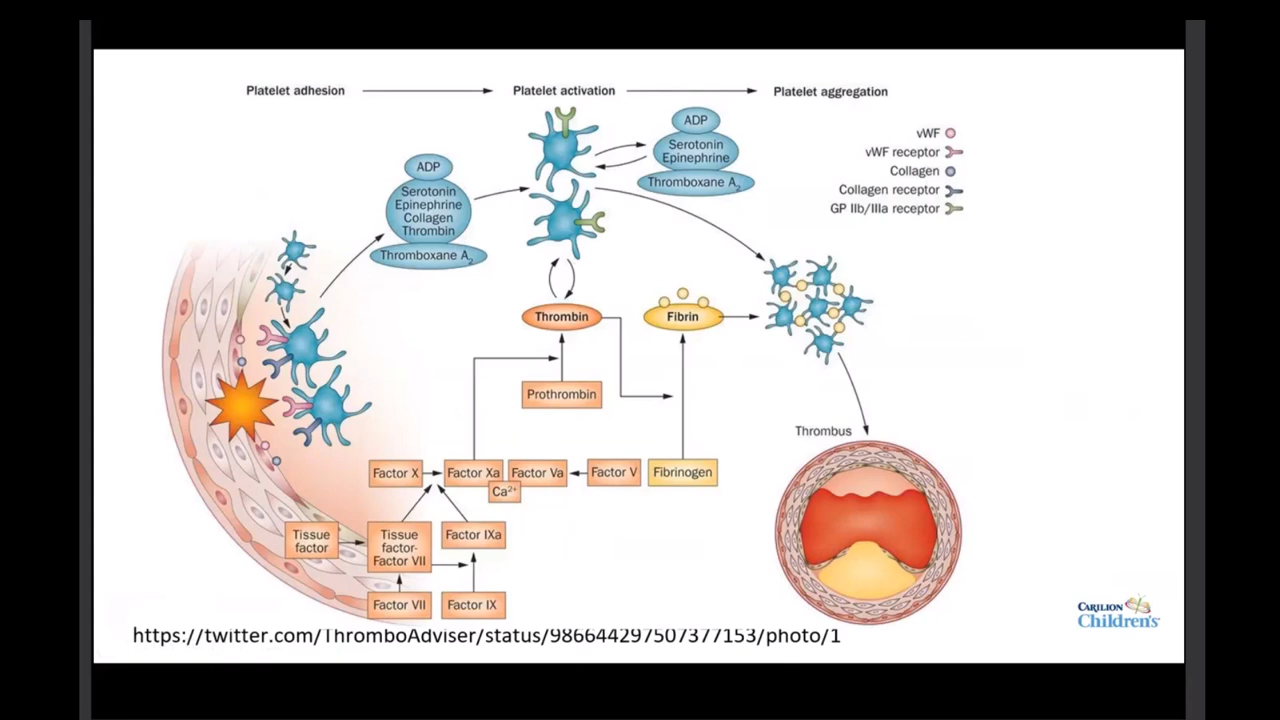 Platelet adhesion
Platelet activation
Platelet aggregation
ADP
Serotonin
Epinephrine
Thromboxane A2
vWF
vWF receptor
Collagen
Collagen receptor
GP IIb/IIIa receptor
ADP
Serotonin
Epinephrine
Collagen
Thrombin
Thromboxane A2
Thrombin
Fibrin
Prothrombin
Thrombus
Factor X
Factor Xa
Factor Va
Factor V
Fibrinogen
Ca2+
Tissue
factor
Tissue
factor-
Factor VII
Factor IXa
Factor VII
Factor IX
https://twitter.com/ThromboAdviser/status/986644297507377153/photo/1
CARILION
Children's